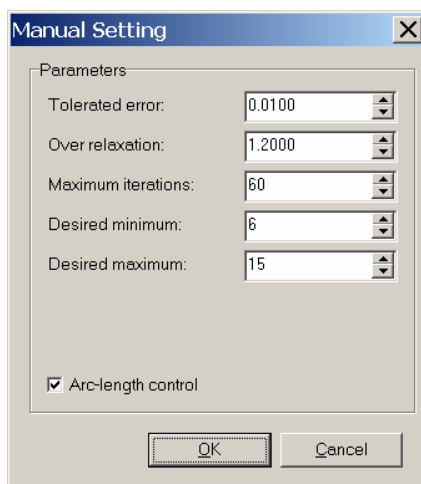 Manual Setting
Parameters
Tolerated error: 0.0100
Over relaxation: 1.2000
Maximum iterations: 60
Desired minimum: 6
Desired maximum: 15
Arc-length control
OK Cancel